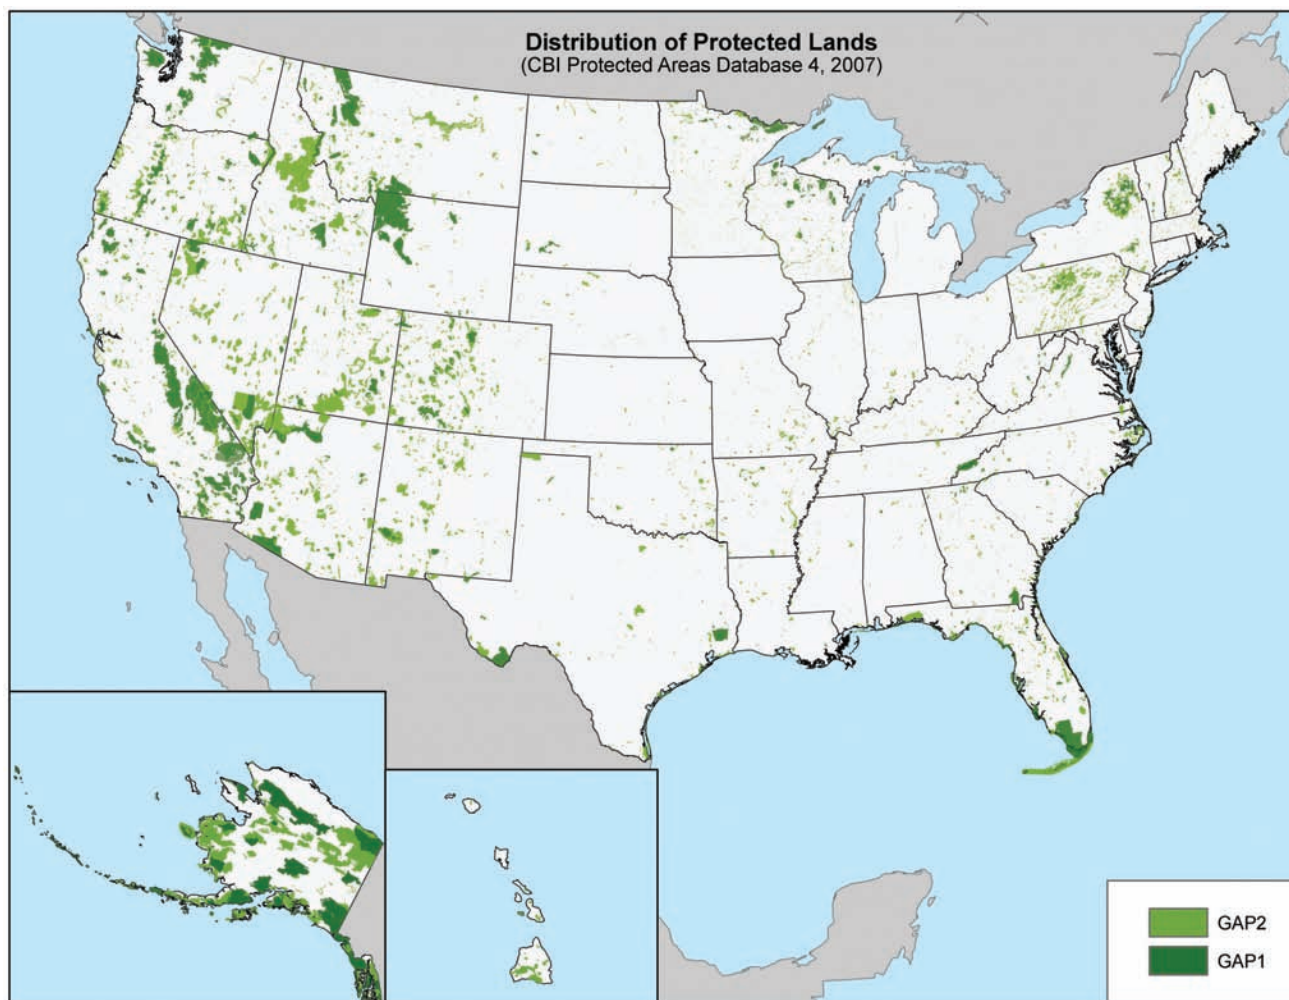 Distribution of Protected Lands
(CBI Protected Areas Database 4, 2007)
GAP2
GAP1